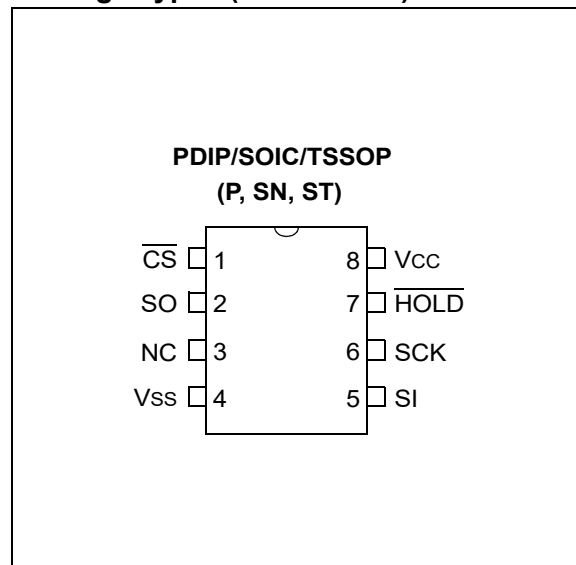 PDIP/SOIC/TSSOP
(P, SN, ST)
CS 1 8 VCC
SO 2 7 HOLD
NC 3 6 SCK
VSS 4 5 SI